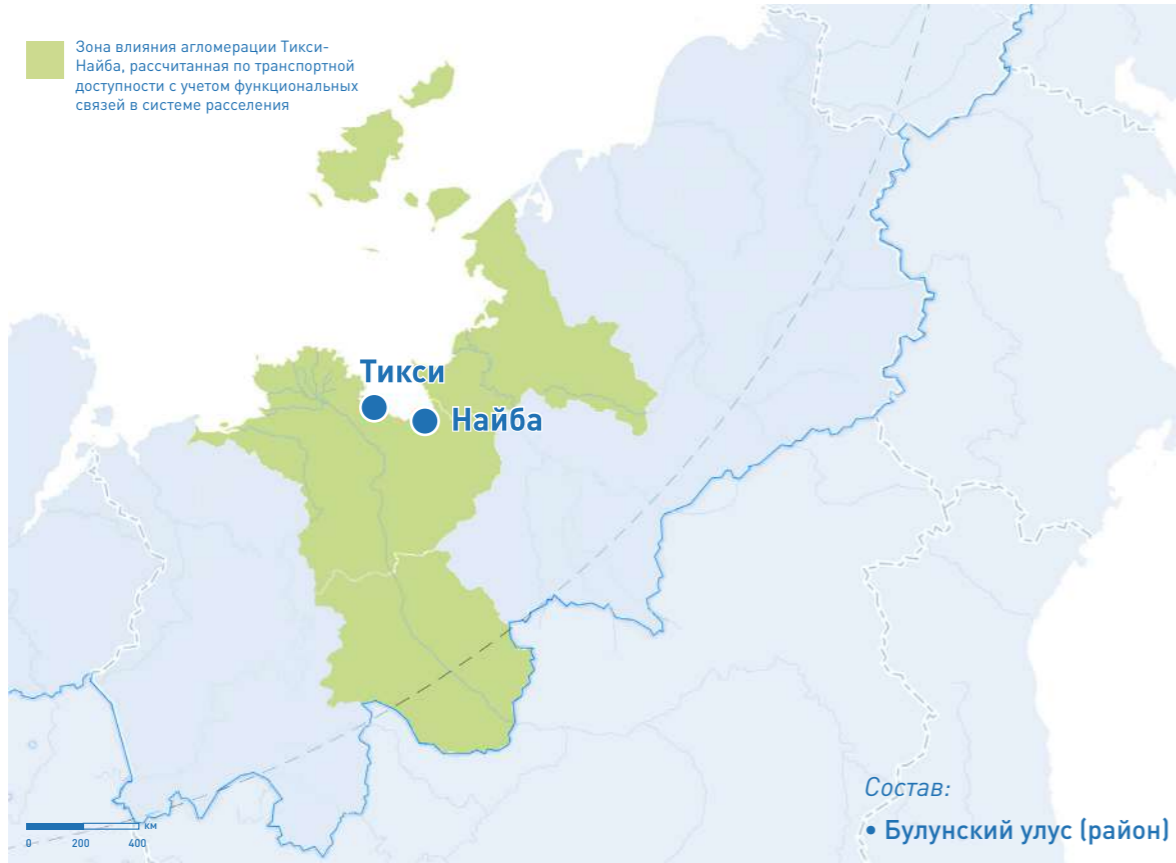 Зона влияния агломерации Тикси-
Найба, рассчитанная по транспортной
доступности с учетом функциональных
связей в системе расселения
Тикси
Найба
Состав:
• Булунский улус (район)
км
0 200 400